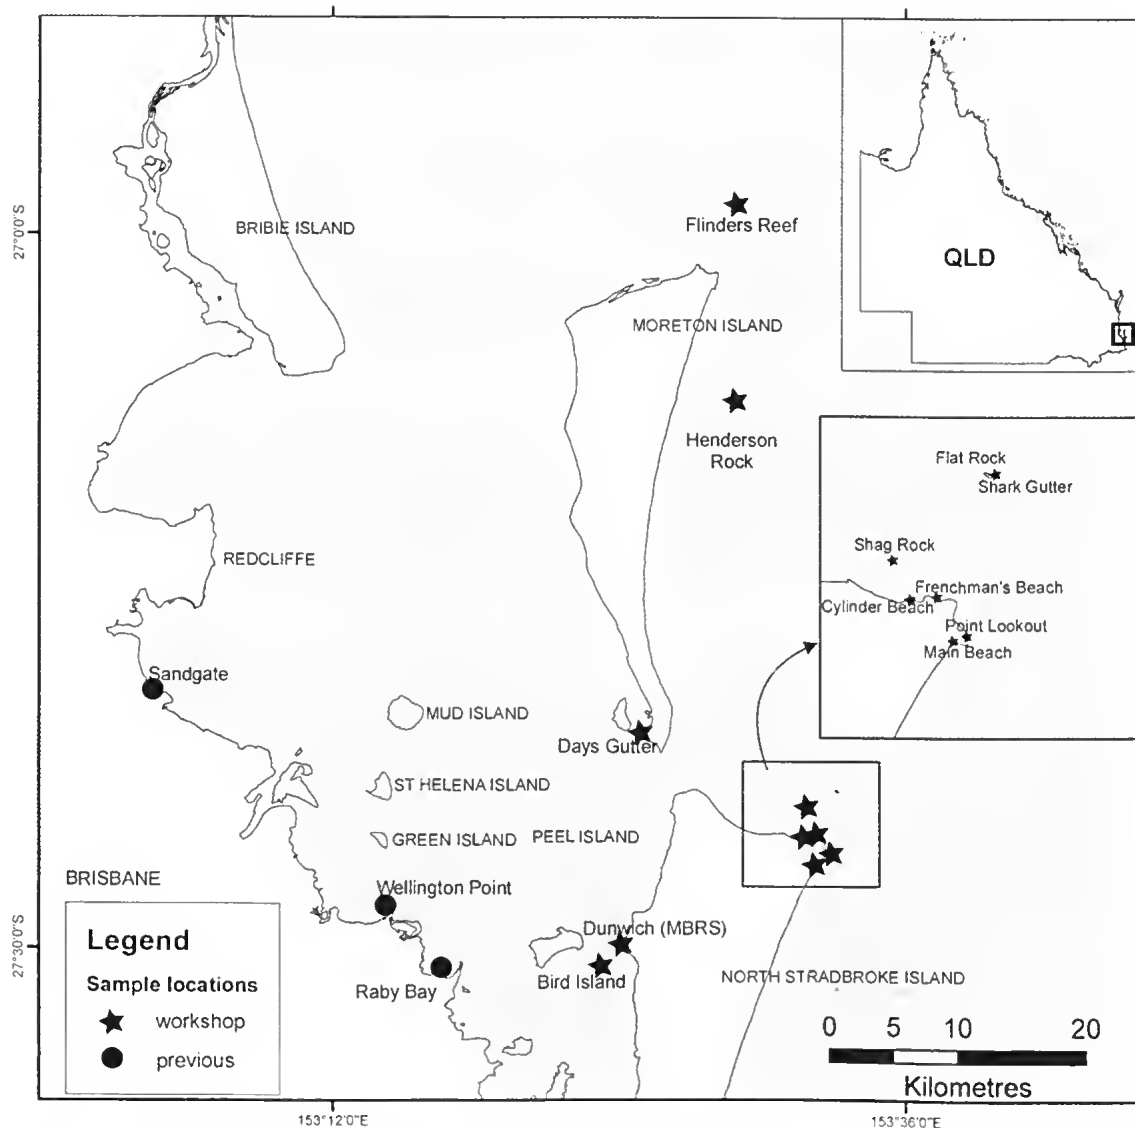 27°0'0"S
BRIBIE ISLAND
Flinders Reef
MORETON ISLAND
Henderson
Rock
QLD
REDCLIFFE
Sandgate
MUD ISLAND
Days Gutter
ST HELENA ISLAND
GREEN ISLAND
PEEL ISLAND
Flat Rock
Shark Gutter
Shag Rock
Frenchman's Beach
Cylinder Beach
Point Lookout
Main Beach
BRISBANE
Wellington Point
Dunwich (MBRS)
27°30'0"S
Raby Bay
Bird Island
NORTH STRADBROKE ISLAND
Legend
Sample locations
workshop
previous
0 5 10 20
Kilometres
153°12'0"E
153°36'0"E